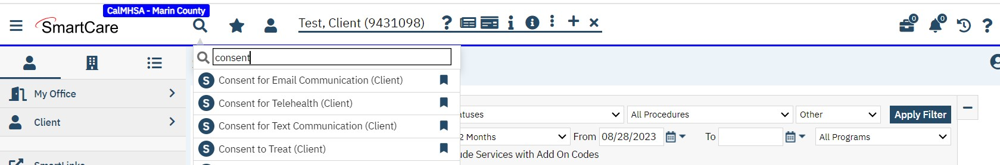 CalMHSA - Marin County
SmartCare
Test, Client (9431098)
0
0
consent
Consent for Email Communication (Client)
Consent for Telehealth (Client)
Consent for Text Communication (Client)
Consent to Treat (Client)
My Office
Client
atuses
All Procedures
Other
Apply Filter
2 Months
From
08/28/2023
To
All Programs
ude Services with Add On Codes
SmartLinks